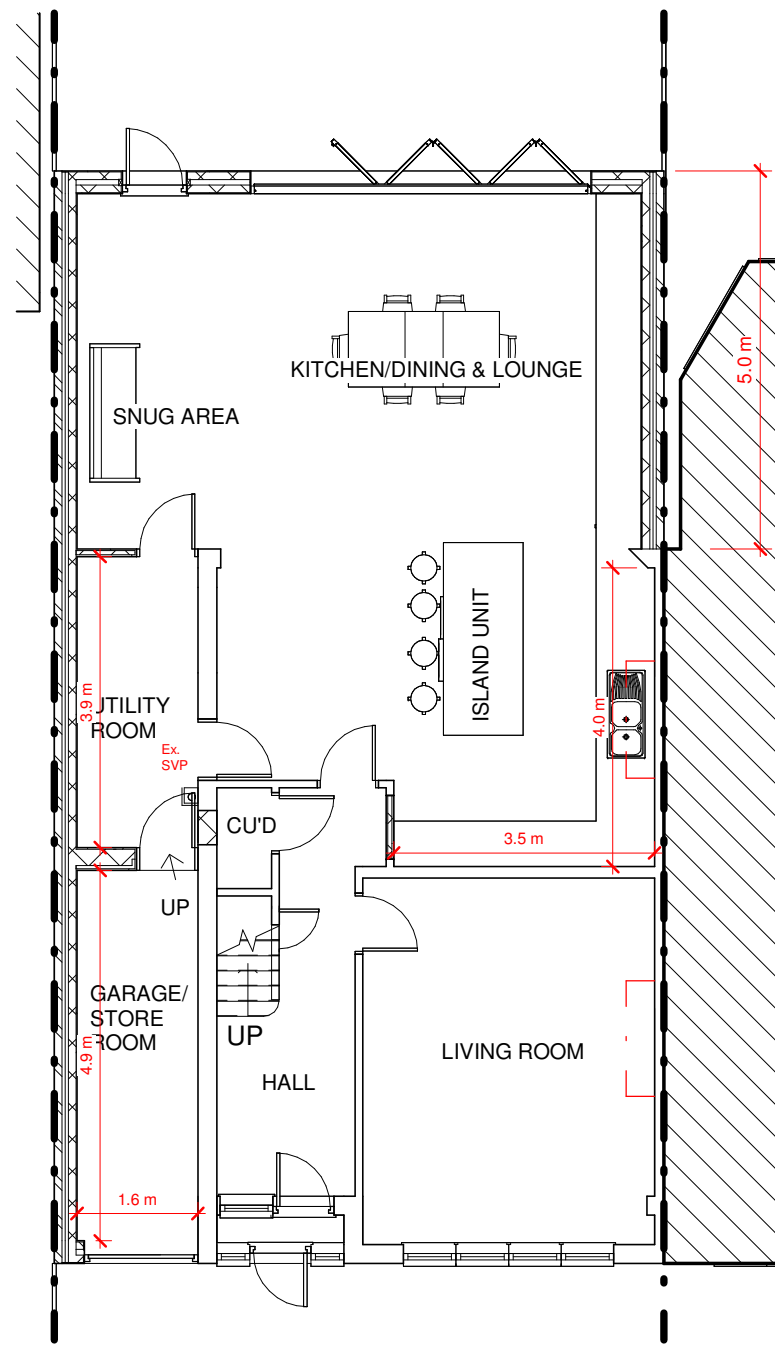 5.0 m
KITCHEN/DINING & LOUNGE
SNUG AREA
ISLAND UNIT
3.9 m
UTILITY
ROOM
4.0 m
Ex.
SVP
CU'D
3.5 m
UP
GARAGE/
STORE
ROOM
4.9 m
UP
LIVING ROOM
HALL
1.6 m